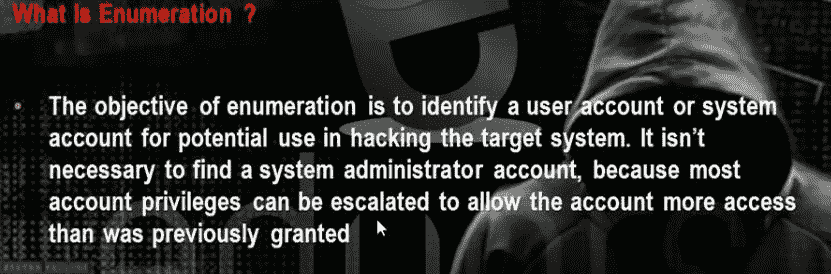 What Is Enumeration ?
• The objective of enumeration is to identify a user account or system
account for potential use in hacking the target system. It isn't
necessary to find a system administrator account, because most
account privileges can be escalated to allow the account more access
than was previously granted